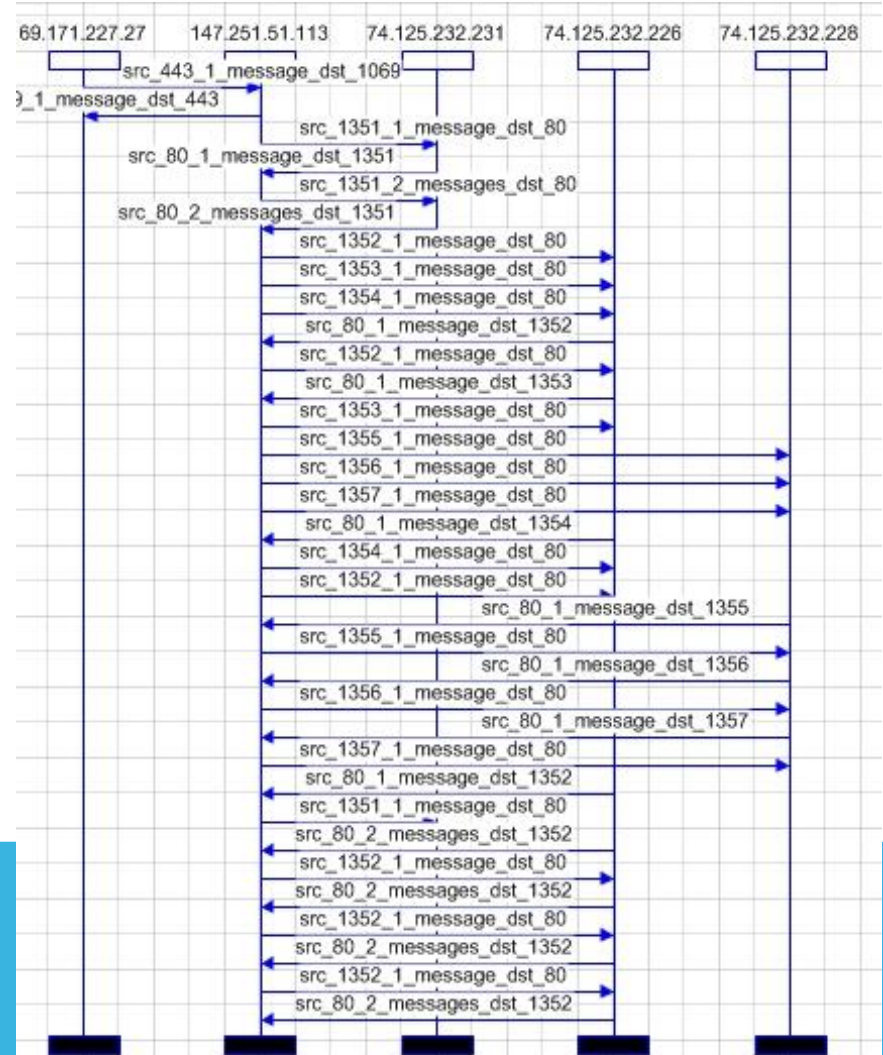 69.171.227.27 147.251.51.113 74.125.232.231 74.125.232.226 74.125.232.228
src_443_1_message_dst_1069
9_1_message_dst_443
src_1351_1_message_dst_80
src_80_1_message_dst_1351
src_1351_2_messages_dst_80
src_80_2_messages_dst_1351
src_1352_1_message_dst_80
src_1353_1_message_dst_80
src_1354_1_message_dst_80
src_80_1_message_dst_1352
src_1352_1_message_dst_80
src_80_1_message_dst_1353
src_1353_1_message_dst_80
src_1355_1_message_dst_80
src_1356_1_message_dst_80
src_1357_1_message_dst_80
src_80_1_message_dst_1354
src_1354_1_message_dst_80
src_1352_1_message_dst_80
src_80_1_message_dst_1355
src_1355_1_message_dst_80
src_80_1_message_dst_1356
src_1356_1_message_dst_80
src_80_1_message_dst_1357
src_1357_1_message_dst_80
src_80_1_message_dst_1352
src_1351_1_message_dst_80
src_80_2_messages_dst_1352
src_1352_1_message_dst_80
src_80_2_messages_dst_1352
src_1352_1_message_dst_80
src_80_2_messages_dst_1352
src_1352_1_message_dst_80
src_80_2_messages_dst_1352